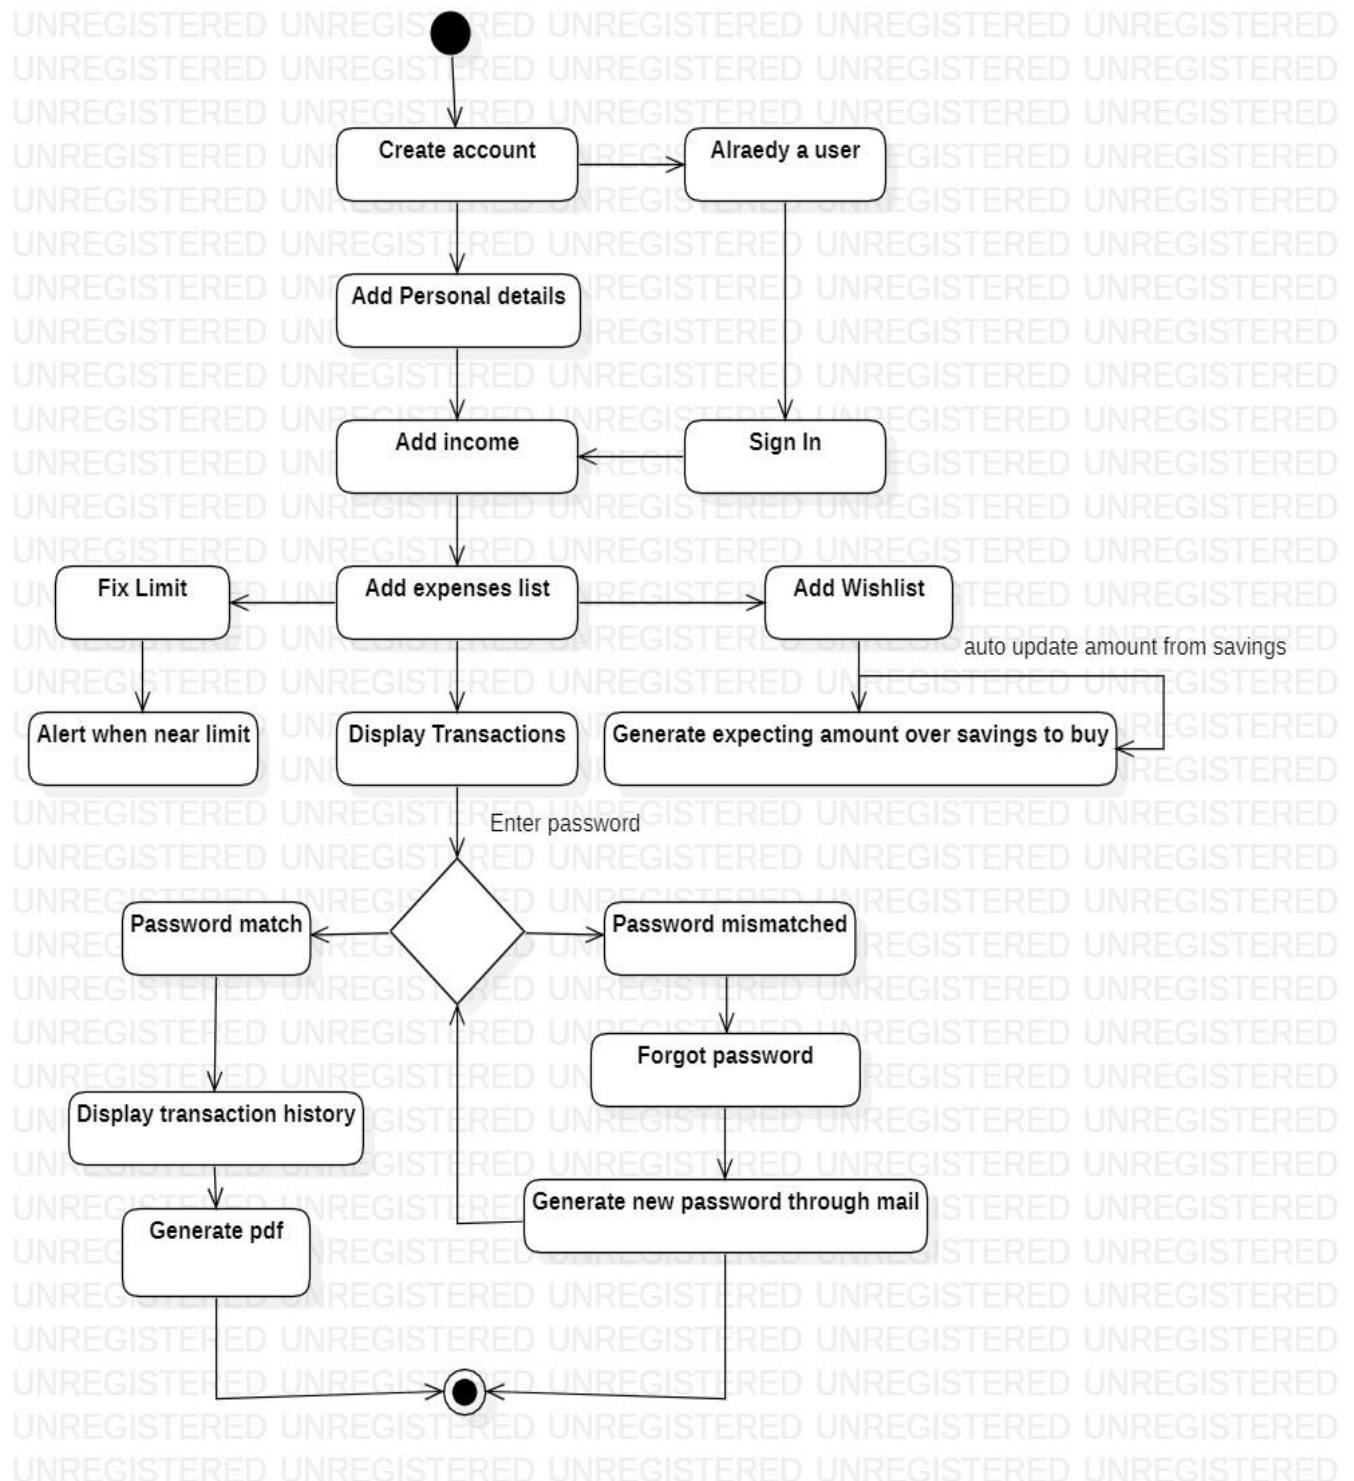 Create account
Alraedy a user
Add Personal details
Add income
Sign In
Fix Limit
Add expenses list
Add Wishlist
auto update amount from savings
Alert when near limit
Display Transactions
Generate expecting amount over savings to buy
Enter password
Password match
Password mismatched
Forgot password
Display transaction history
Generate new password through mail
Generate pdf
UNREGISTERED